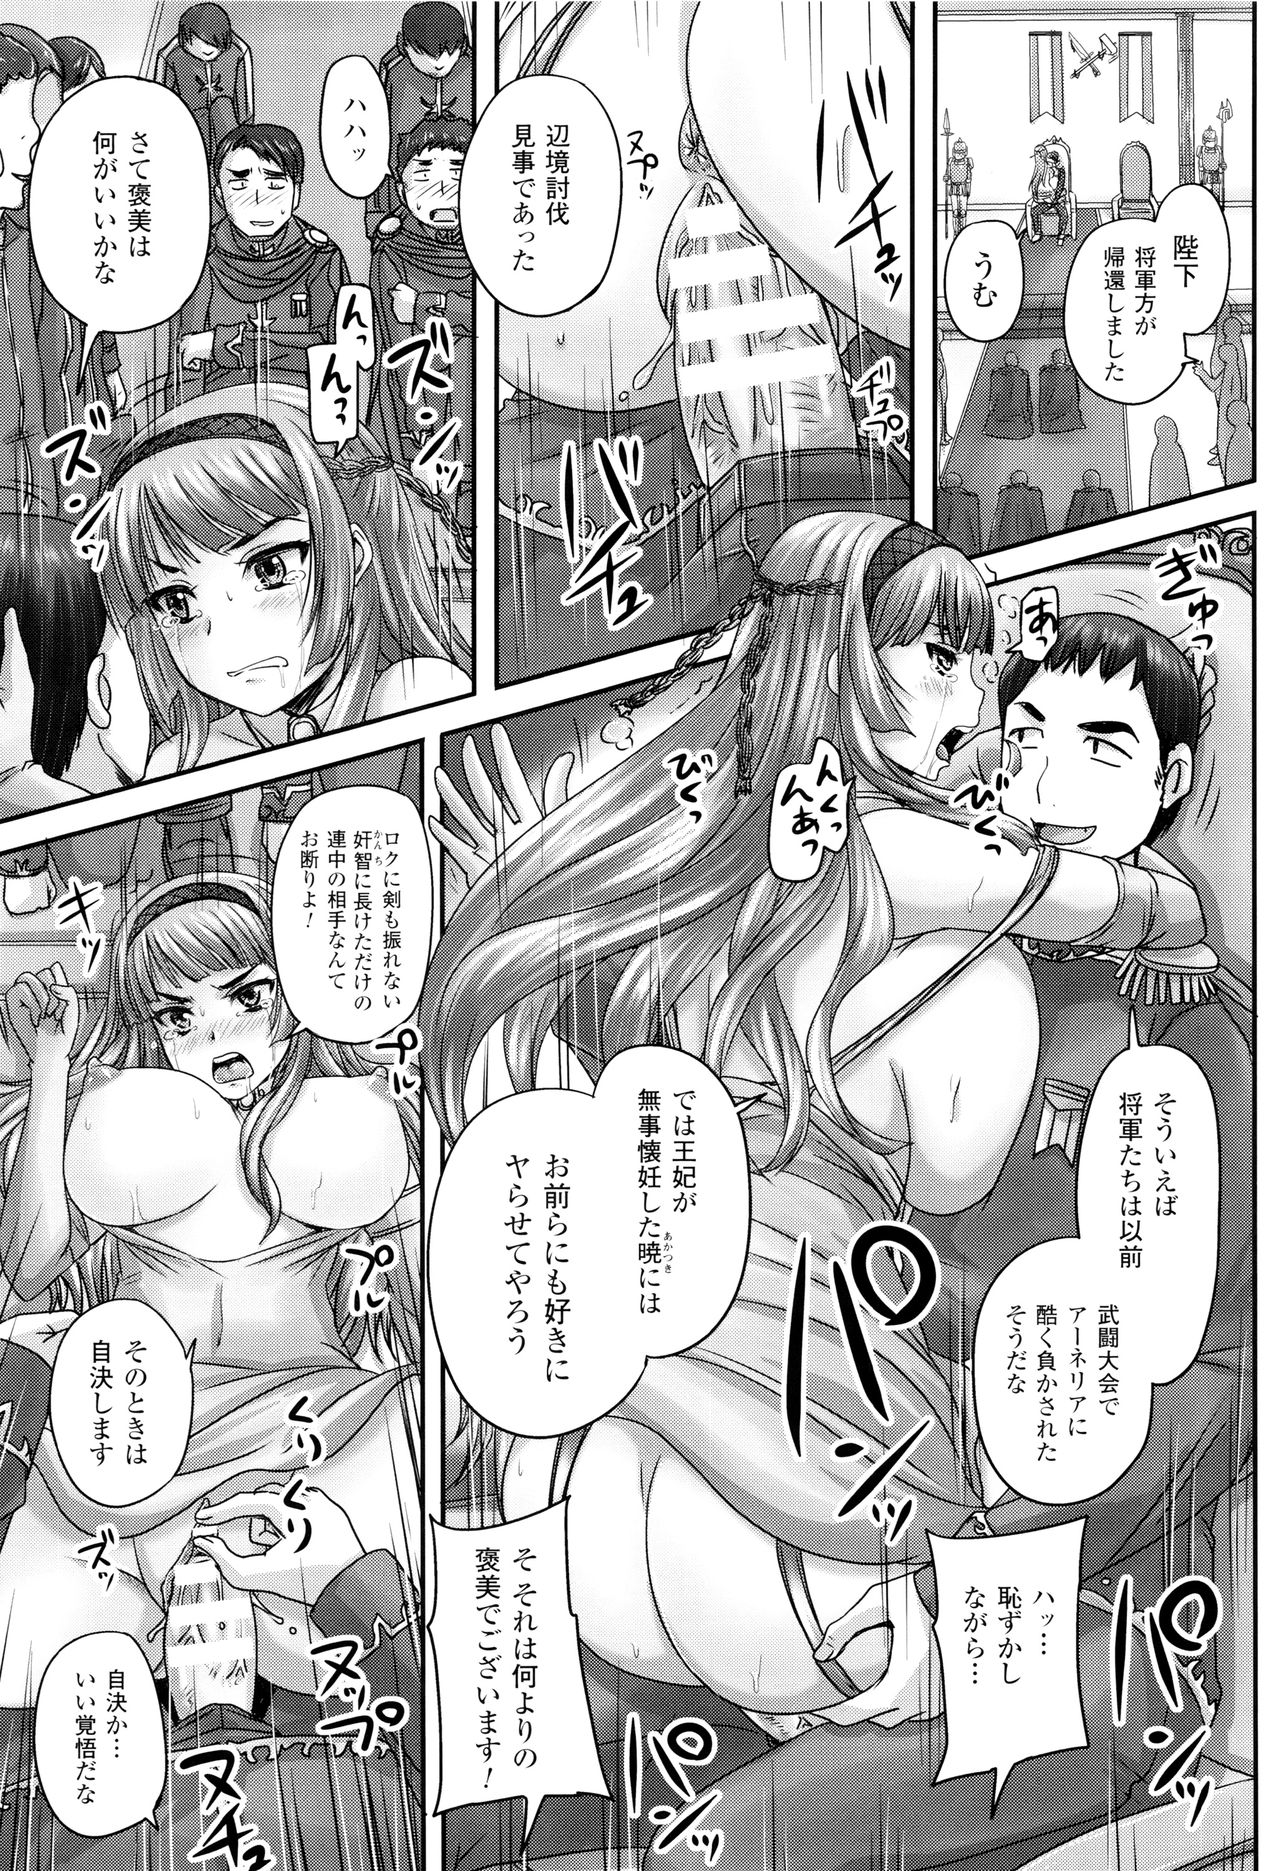 陛下
将軍方が
帰還しました
うむ
辺境討伐
見事であった
ヌプッ
バチュッ
ギュプ
バチュ
ハハッ
さて褒美は
何がいいかな
んっ
んっ
ズンッ
ズンッ
ぎゅっ
あっ
びくっ
びくっ
んくっ
んあっ
そういえば
将軍たちは以前
武闘大会で
アーネリアに
酷く負かされた
そうだな
ハッ…
恥ずかし
ながら…
では王妃が
無事懐妊した暁には
あかつき
お前らにも好きに
ヤらせてやろう
そ それは何よりの
褒美でございます!
パンッ
パンッ
パンッ
ロクに剣も振れない
奸智に長けただけの
かんち
連中の相手なんて
お断りよ!
キッ
プルッ
プルッ
そのときは
自決します
くり
くり
ズッ
ヌップ
ヌチュ
自決か…
いい覚悟だな